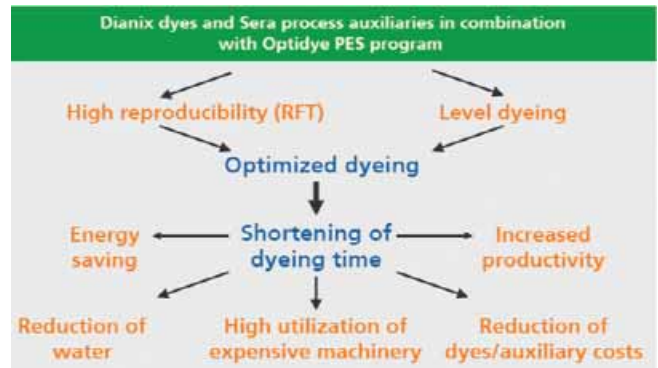 Dianix dyes and Sera process auxiliaries in combination
with Optidye PES program
High reproducibility (RFT)
Level dyeing
Optimized dyeing
Energy
saving
Shortening of
dyeing time
Increased
productivity
Reduction of
water
High utilization of
expensive machinery
Reduction of
dyes/auxiliary costs